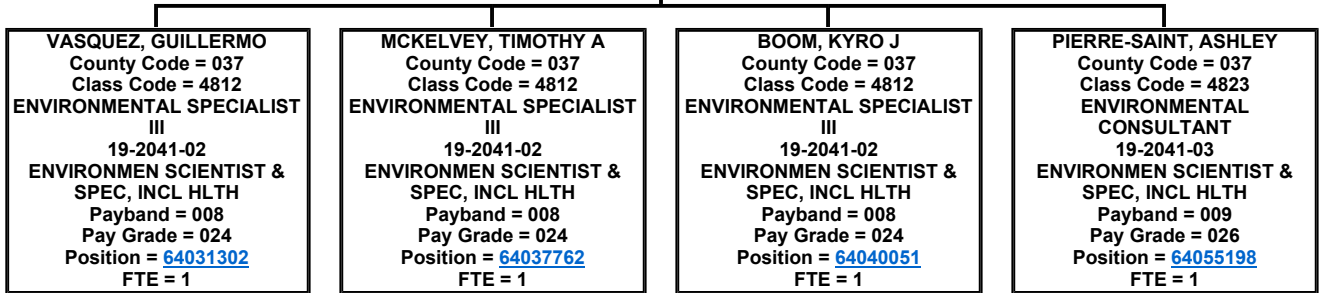 VASQUEZ, GUILLERMO
County Code = 037
Class Code = 4812
ENVIRONMENTAL SPECIALIST
III
19-2041-02
ENVIRONMEN SCIENTIST &
SPEC, INCL HLTH
Payband = 008
Pay Grade = 024
Position = 64031302
FTE = 1
MCKELVEY, TIMOTHY A
County Code = 037
Class Code = 4812
ENVIRONMENTAL SPECIALIST
III
19-2041-02
ENVIRONMEN SCIENTIST &
SPEC, INCL HLTH
Payband = 008
Pay Grade = 024
Position = 64037762
FTE = 1
BOOM, KYRO J
County Code = 037
Class Code = 4812
ENVIRONMENTAL SPECIALIST
III
19-2041-02
ENVIRONMEN SCIENTIST &
SPEC, INCL HLTH
Payband = 008
Pay Grade = 024
Position = 64040051
FTE = 1
PIERRE-SAINT, ASHLEY
County Code = 037
Class Code = 4823
ENVIRONMENTAL
CONSULTANT
19-2041-03
ENVIRONMEN SCIENTIST &
SPEC, INCL HLTH
Payband = 009
Pay Grade = 026
Position = 64055198
FTE = 1